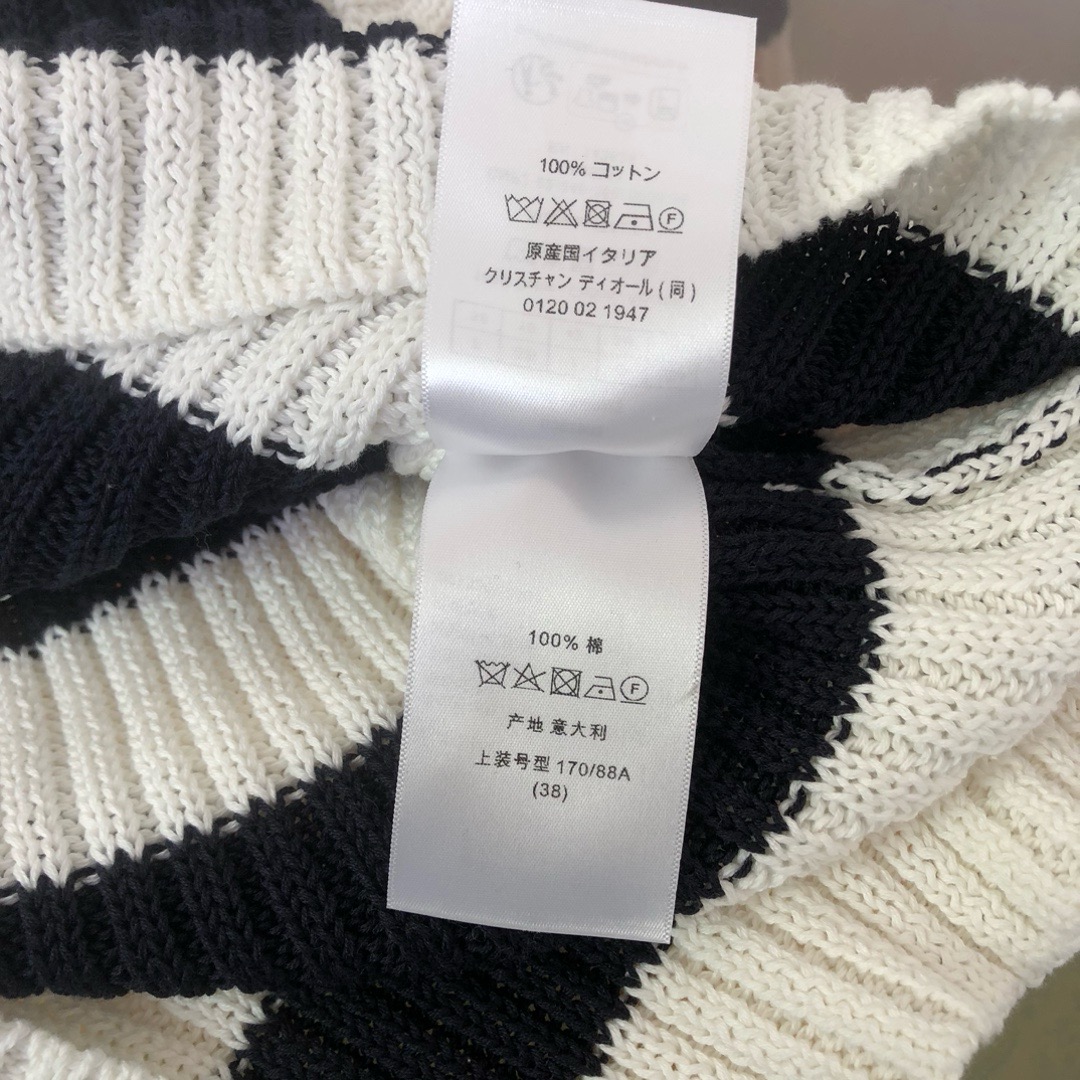 100% コットン
F
原産国イタリア
クリスチャン ディオール ( 同 )
0120 02 1947
100% 棉
F
产地 意大利
上装号型 170/88A
(38)